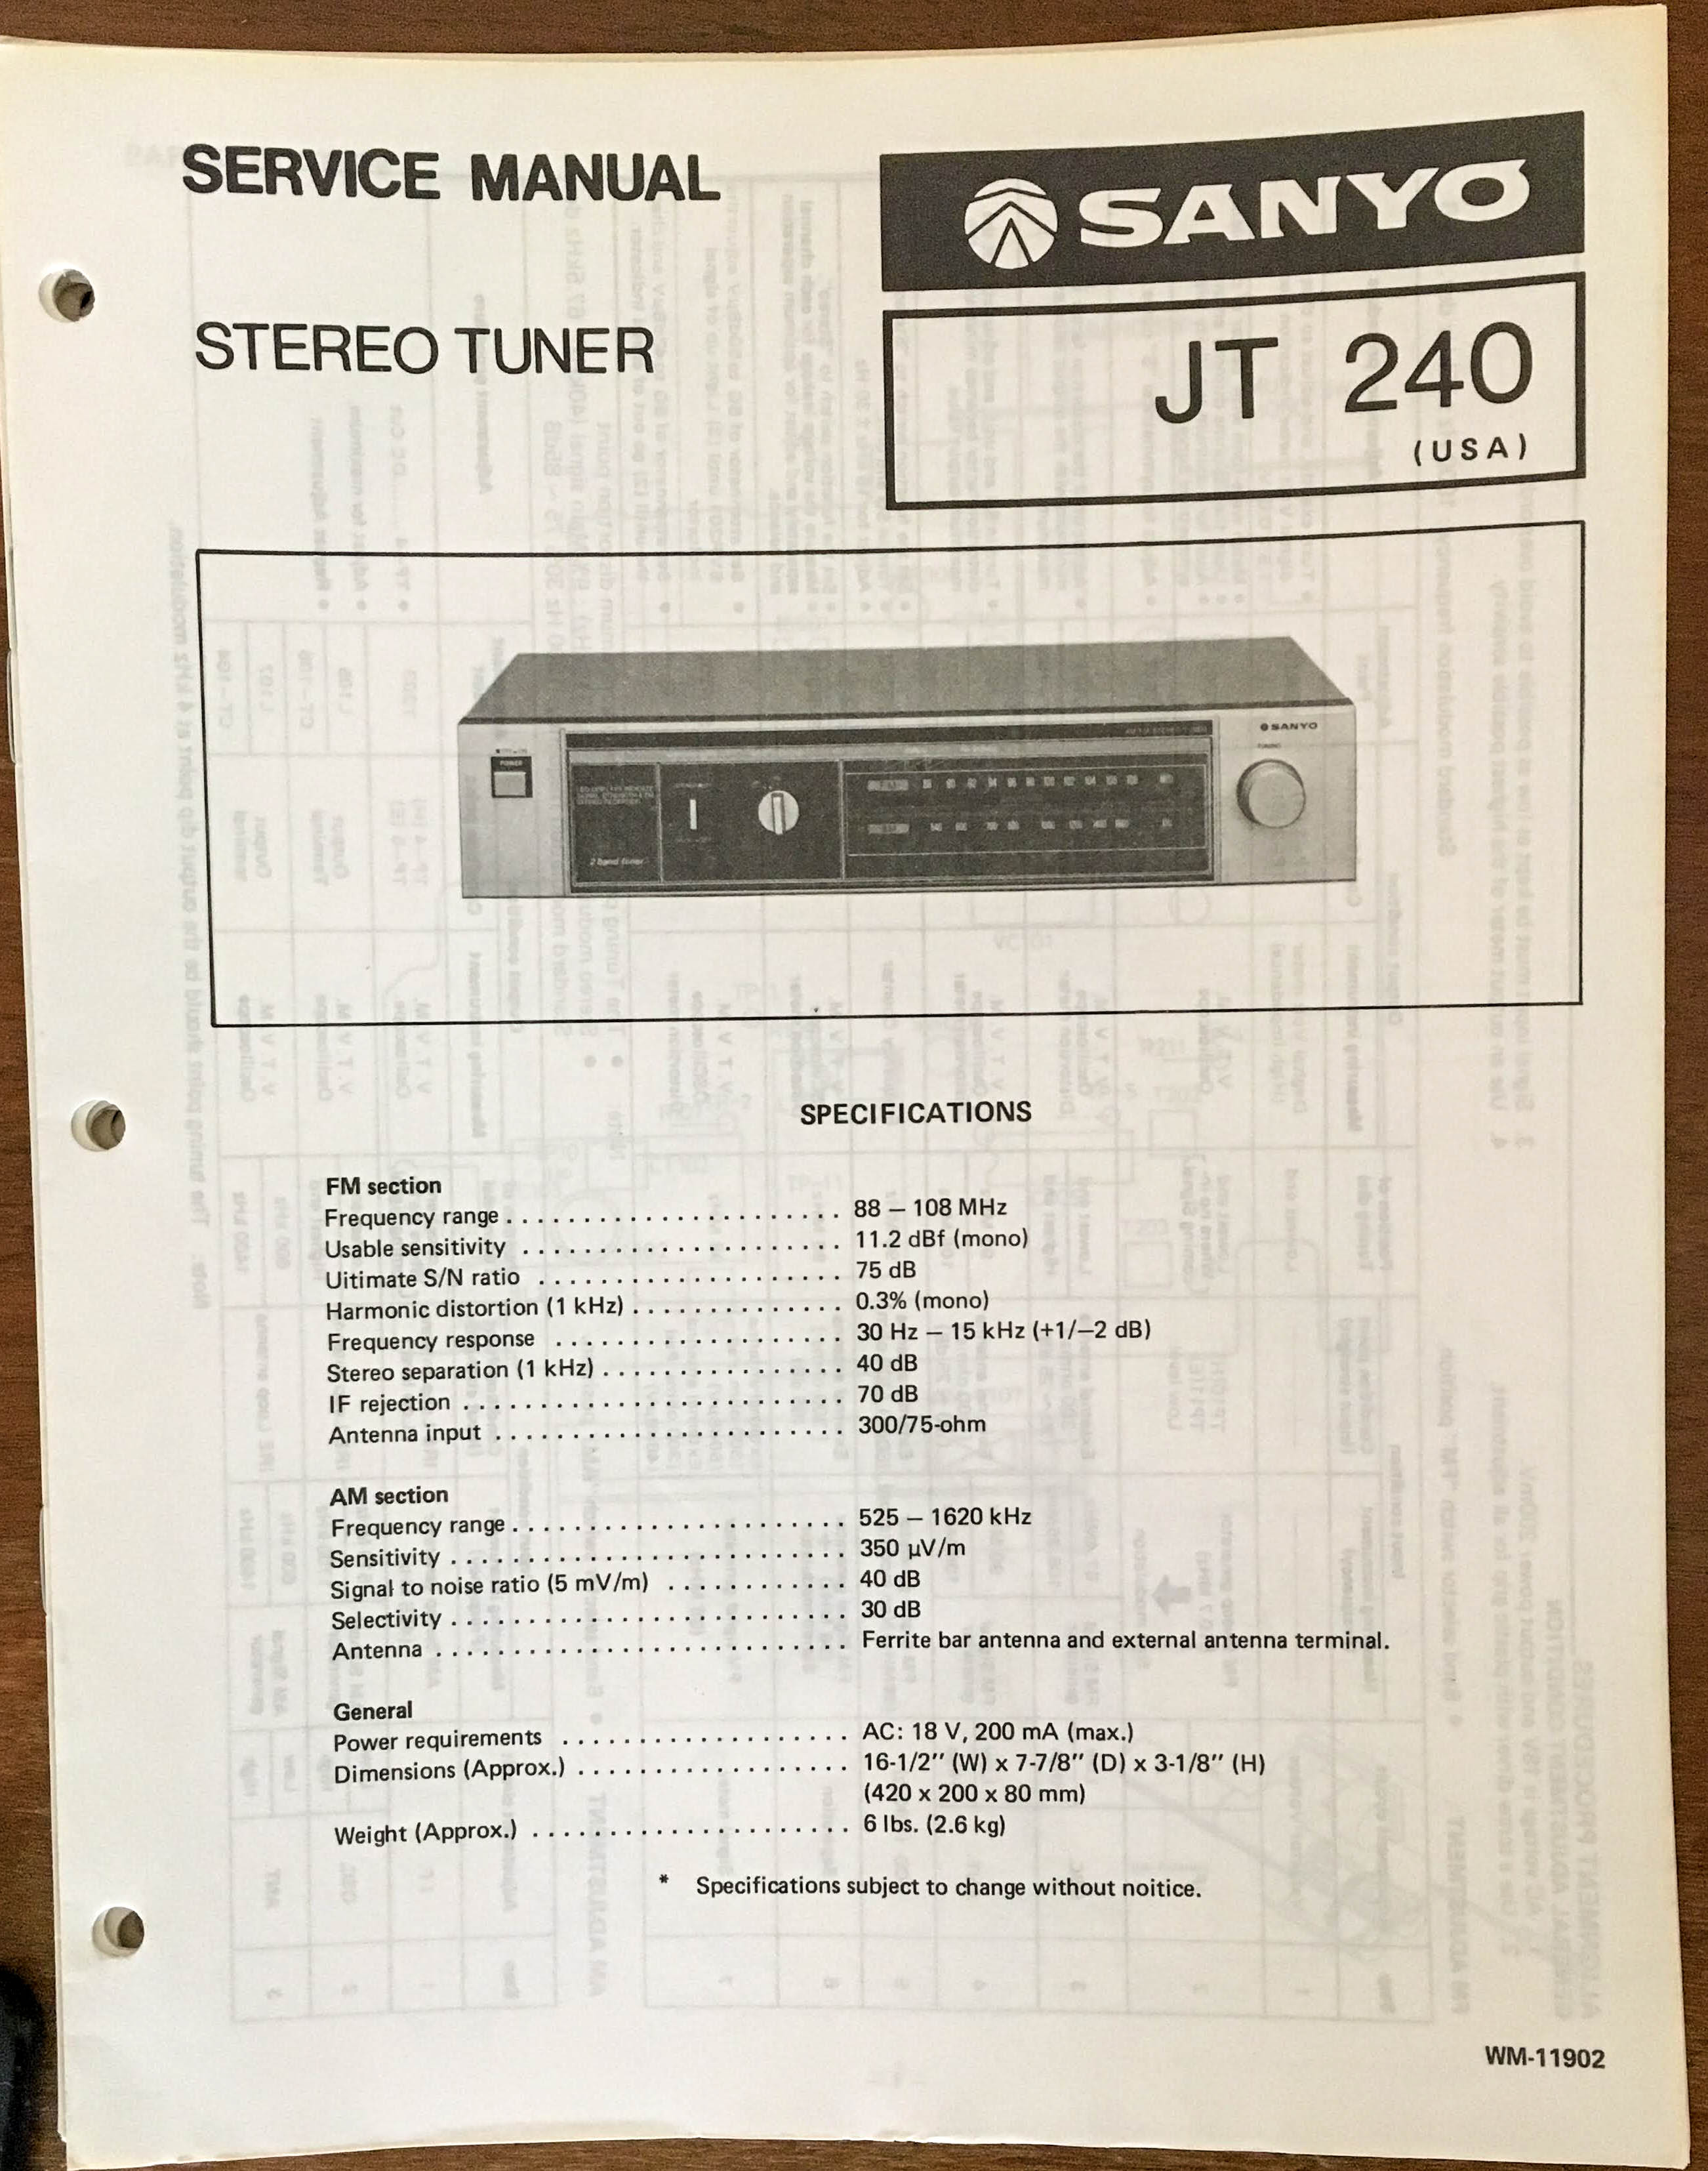 SERVICE MANUAL
SANYO
STEREO TUNER
JT 240
(USA)
SANYO
POWER
2 band tuner
FM
AM
SPECIFICATIONS
FM section
Frequency range . . . . . . . . . . . . . . . . . . . . . . 88 – 108 MHz
Usable sensitivity . . . . . . . . . . . . . . . . . . . . . 11.2 dBf (mono)
Uitimate S/N ratio . . . . . . . . . . . . . . . . . . . . 75 dB
Harmonic distortion (1 kHz) . . . . . . . . . . . . . . 0.3% (mono)
Frequency response . . . . . . . . . . . . . . . . . . . 30 Hz – 15 kHz (+1/–2 dB)
Stereo separation (1 kHz) . . . . . . . . . . . . . . . . 40 dB
IF rejection . . . . . . . . . . . . . . . . . . . . . . . . . 70 dB
Antenna input . . . . . . . . . . . . . . . . . . . . . . . 300/75-ohm
AM section
Frequency range . . . . . . . . . . . . . . . . . . . . . . 525 – 1620 kHz
Sensitivity . . . . . . . . . . . . . . . . . . . . . . . . . . 350 µV/m
Signal to noise ratio (5 mV/m) . . . . . . . . . . . . 40 dB
Selectivity . . . . . . . . . . . . . . . . . . . . . . . . . . 30 dB
Antenna . . . . . . . . . . . . . . . . . . . . . . . . . . . Ferrite bar antenna and external antenna terminal.
General
Power requirements . . . . . . . . . . . . . . . . . . . AC: 18 V, 200 mA (max.)
Dimensions (Approx.) . . . . . . . . . . . . . . . . . . 16-1/2'' (W) x 7-7/8'' (D) x 3-1/8'' (H)
(420 x 200 x 80 mm)
Weight (Approx.) . . . . . . . . . . . . . . . . . . . . . 6 lbs. (2.6 kg)
* Specifications subject to change without noitice.
WM-11902